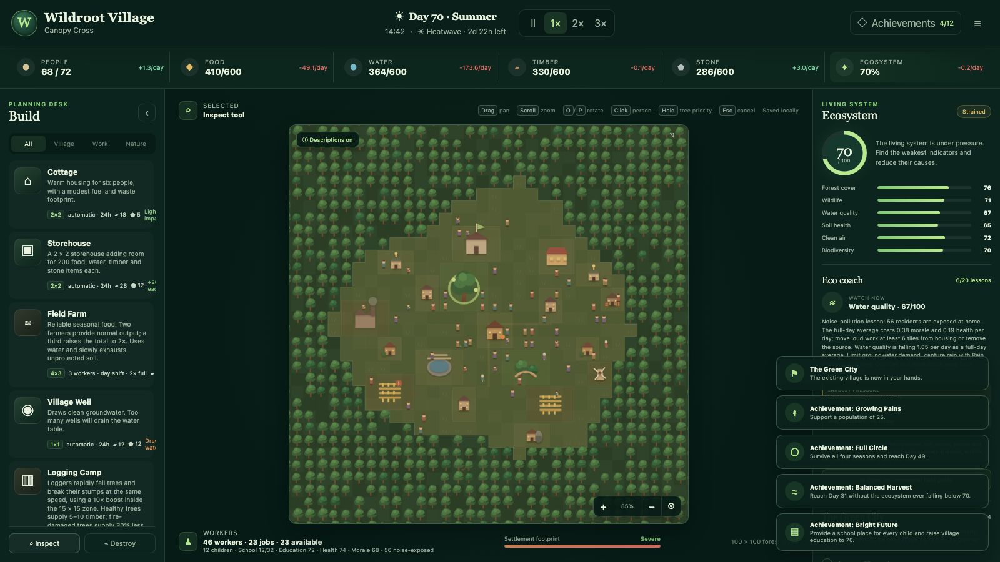 W
Wildroot Village
Canopy Cross
☀ Day 70 · Summer
14:42 · ☀ Heatwave · 2d 22h left
II 1× 2× 3×
◇ Achievements 4/12
≡
PEOPLE
68 / 72
+1.3/day
FOOD
410/600
-49.1/day
WATER
364/600
-173.6/day
TIMBER
330/600
-0.1/day
STONE
286/600
+3.0/day
ECOSYSTEM
70%
-0.2/day
PLANNING DESK
Build
All Village Work Nature
Cottage
Warm housing for six people,
with a modest fuel and waste
footprint.
2×2 automatic · 24h 18 5
Storehouse
A 2 × 2 storehouse adding room
for 200 food, water, timber and
stone items each.
2×2 automatic · 24h 28 12
Field Farm
Reliable seasonal food. Two
farmers provide normal output; a
third raises the total to 2×. Uses
water and slowly exhausts
unprotected soil.
4×3 3 workers · day shift · 2× full
Village Well
Draws clean groundwater. Too
many wells will drain the water
table.
1×1 automatic · 24h 12 12
Logging Camp
Loggers rapidly fell trees and
break their stumps at the same
speed, using a 10× boost inside
the 15 × 15 zone. Healthy trees
supply 5–10 timber; fire-
damaged trees supply 30% less
Inspect
Destroy
SELECTED
Inspect tool
Drag pan Scroll zoom O/P rotate Click person Hold tree priority Esc cancel Saved locally
ⓘ Descriptions on
N
+ 85% −
WORKERS
46 workers · 23 jobs · 23 available
12 children · School 12/32 · Education 72 · Health 74 · Morale 68 · 56 noise-exposed
Settlement footprint Severe
100 × 100
LIVING SYSTEM
Ecosystem
Strained
70
/ 100
The living system is under pressure.
Find the weakest indicators and
reduce their causes.
Forest cover 76
Wildlife 71
Water quality 67
Soil health 65
Clean air 72
Biodiversity 70
Eco coach
6/20 lessons
WATCH NOW
Water quality · 67/100
Noise-pollution lesson: 56 residents are exposed at home.
The full-day average costs 0.38 morale and 0.19 health per
day; move loud work at least 6 tiles from housing or remove
the source. Water quality is falling 1.05 per day as a full-day
average. Limit groundwater demand, capture rain with Rain
The Green City
The existing village is now in your hands.
Achievement: Growing Pains
Support a population of 25.
Achievement: Full Circle
Survive all four seasons and reach Day 49.
Achievement: Balanced Harvest
Reach Day 31 without the ecosystem ever falling below 70.
Achievement: Bright Future
Provide a school place for every child and raise village
education to 70.